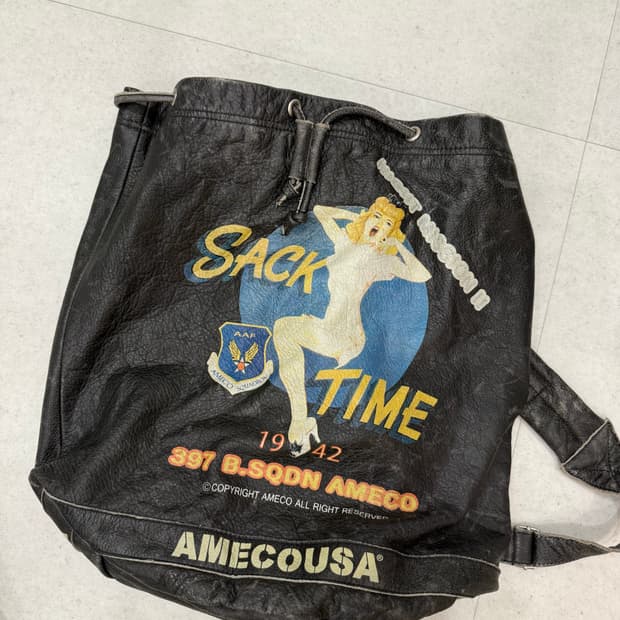 SACK
TIME
AAF
AMECO SQUADRON
1942
397 B.SQDN AMECO
©COPYRIGHT AMECO ALL RIGHT RESERVED
AMECOUSA®